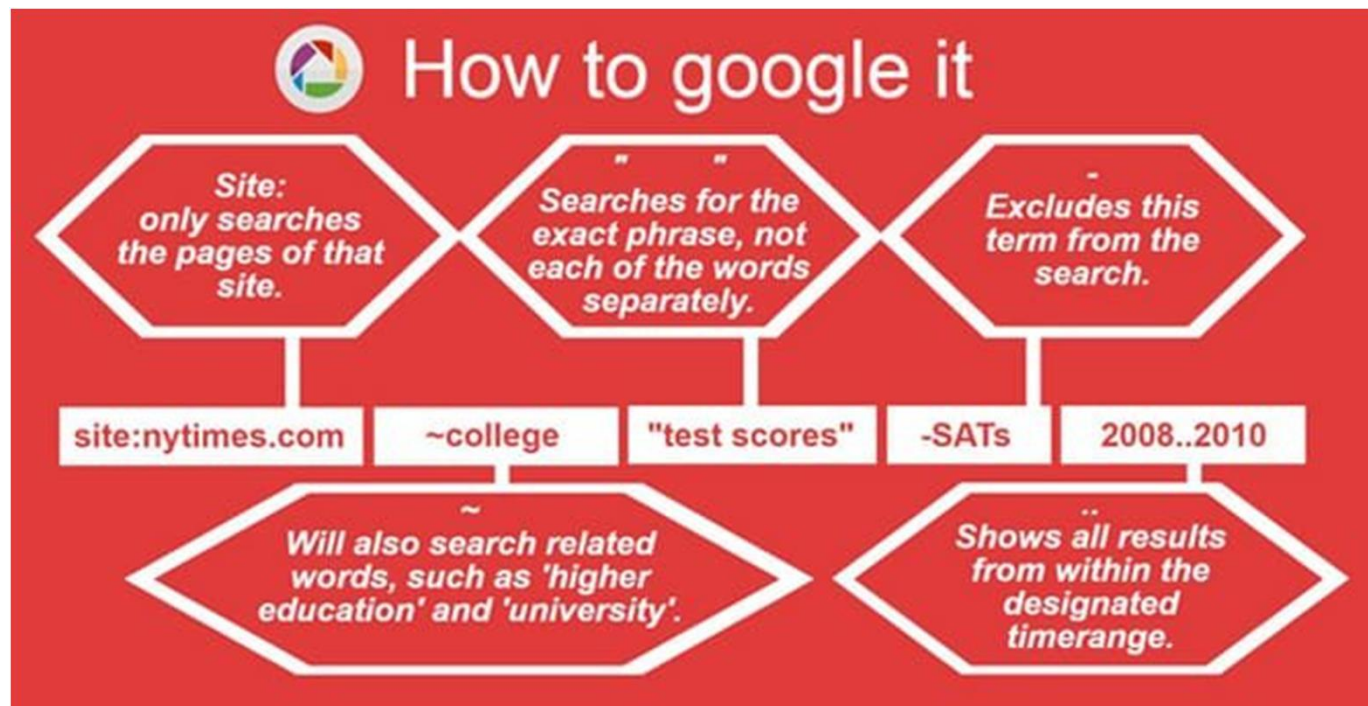 How to google it
Site:
only searches
the pages of that
site.
" "
Searches for the
exact phrase, not
each of the words
separately.
-
Excludes this
term from the
search.
site:nytimes.com
~college
"test scores"
-SATs
2008..2010
~
Will also search related
words, such as 'higher
education' and 'university'.
..
Shows all results
from within the
designated
timerange.